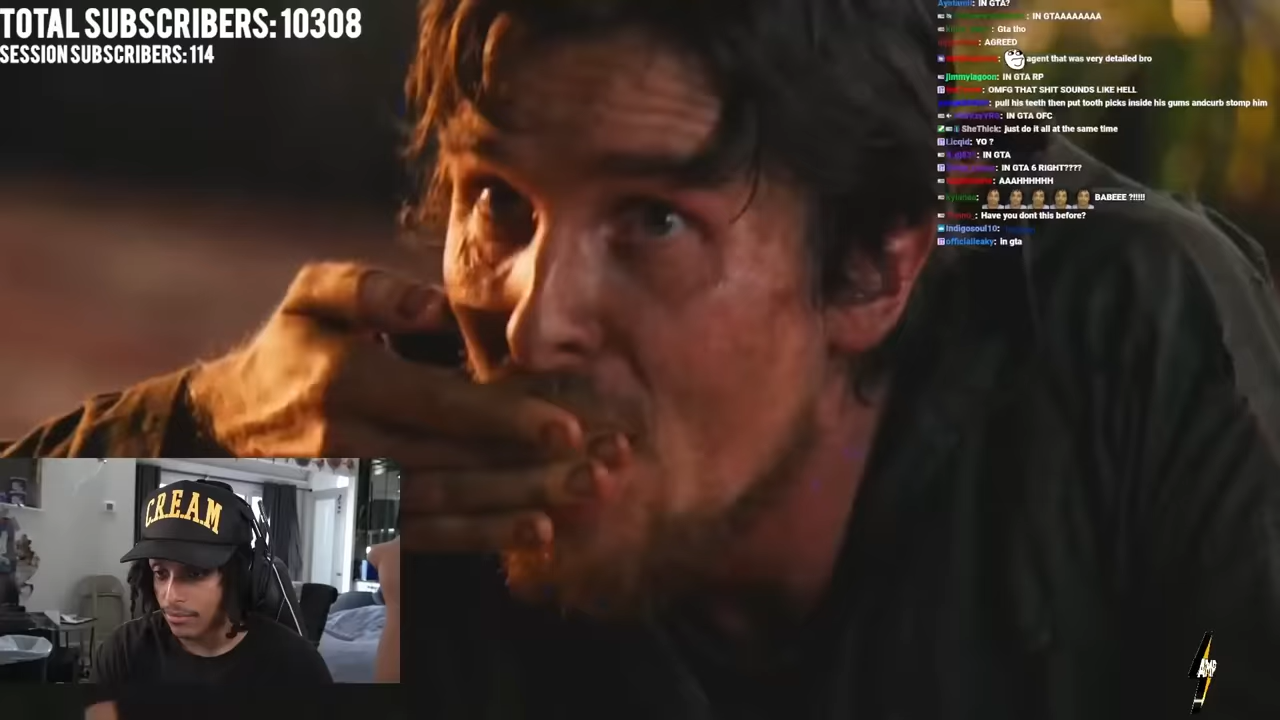 TOTAL SUBSCRIBERS: 10308
SESSION SUBSCRIBERS: 114
Ayntamii: IN GTA?
: IN GTAAAAAAAA
: Gta tho
: AGREED
: agent that was very detailed bro
jimmylagoon: IN GTA RP
: OMFG THAT SHIT SOUNDS LIKE HELL
: pull his teeth then put tooth picks inside his gums andcurb stomp him
: IN GTA OFC
SheThick: just do it all at the same time
Licqid: YO ?
: IN GTA
: IN GTA 6 RIGHT????
: AAAHHHHHH
: BABEEE ?!!!!!
: Have you dont this before?
Indigosoul10:
officialleaky: in gta
C.R.E.A.M
AMP